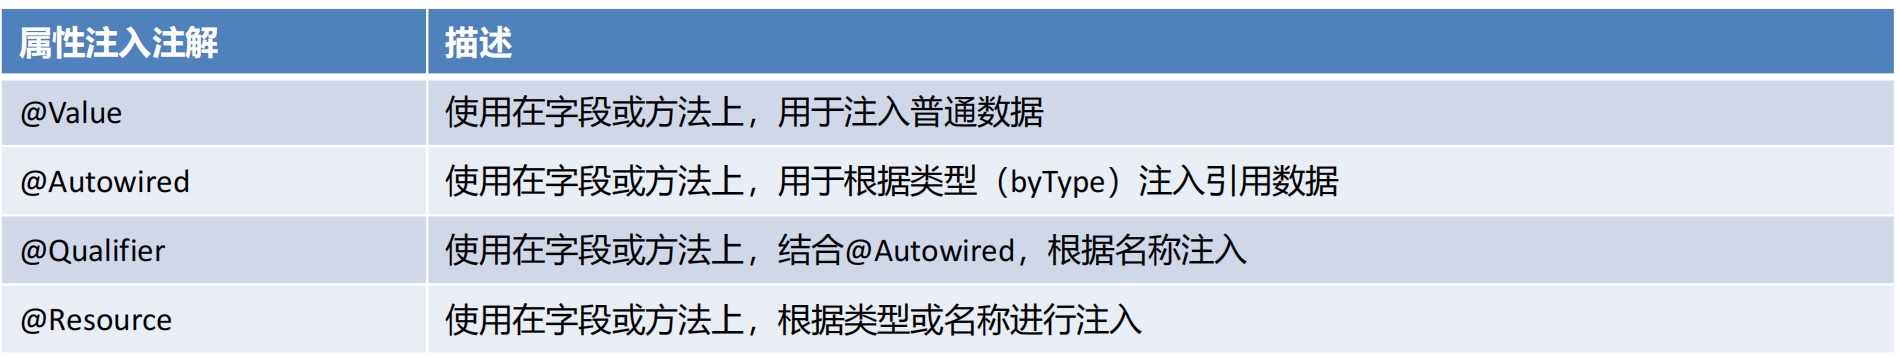 属性注入注解 描述
@Value 使用在字段或方法上，用于注入普通数据
@Autowired 使用在字段或方法上，用于根据类型（byType）注入引用数据
@Qualifier 使用在字段或方法上，结合@Autowired，根据名称注入
@Resource 使用在字段或方法上，根据类型或名称进行注入